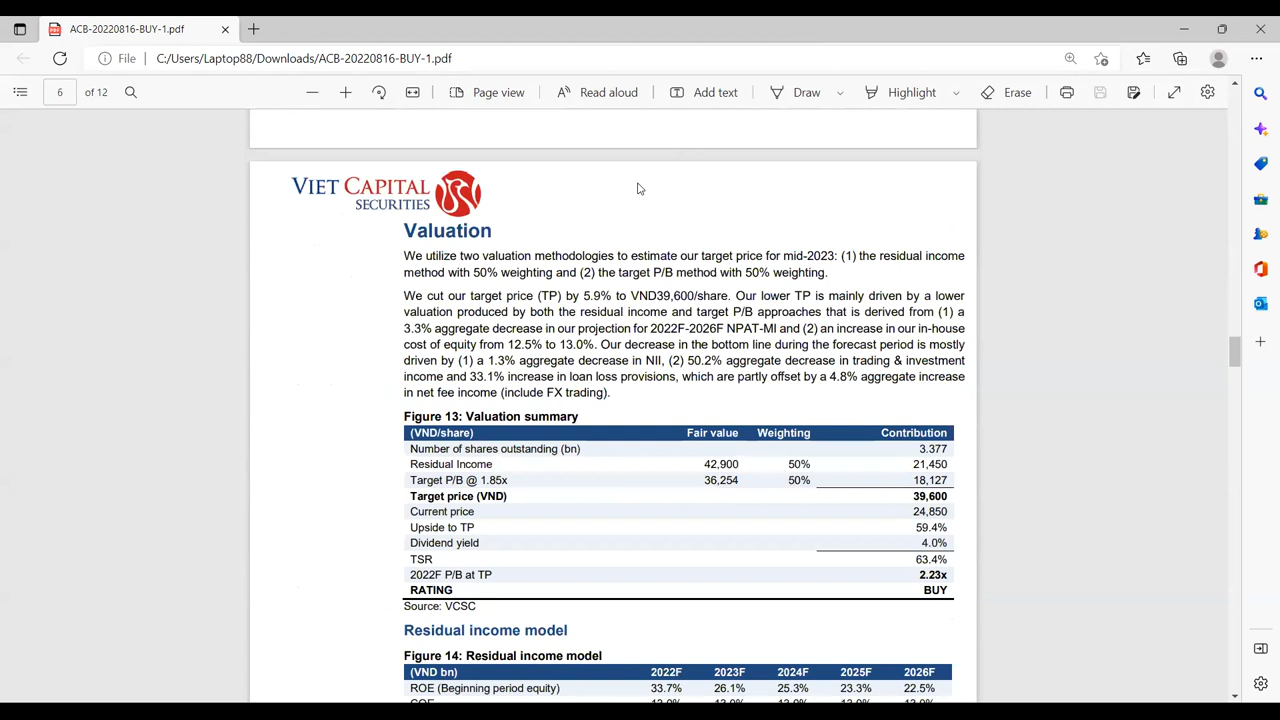 ACB-20220816-BUY-1.pdf
File
C:/Users/Laptop88/Downloads/ACB-20220816-BUY-1.pdf
6 of 12
Page view
Read aloud
Add text
Draw
Highlight
Erase
VIET CAPITAL
SECURITIES
Valuation
We utilize two valuation methodologies to estimate our target price for mid-2023: (1) the residual income
method with 50% weighting and (2) the target P/B method with 50% weighting.
We cut our target price (TP) by 5.9% to VND39,600/share. Our lower TP is mainly driven by a lower
valuation produced by both the residual income and target P/B approaches that is derived from (1) a
3.3% aggregate decrease in our projection for 2022F-2026F NPAT-MI and (2) an increase in our in-house
cost of equity from 12.5% to 13.0%. Our decrease in the bottom line during the forecast period is mostly
driven by (1) a 1.3% aggregate decrease in NII, (2) 50.2% aggregate decrease in trading & investment
income and 33.1% increase in loan loss provisions, which are partly offset by a 4.8% aggregate increase
in net fee income (include FX trading).
Figure 13: Valuation summary
(VND/share) Fair value Weighting Contribution
Number of shares outstanding (bn) 3.377
Residual Income 42,900 50% 21,450
Target P/B @ 1.85x 36,254 50% 18,127
Target price (VND) 39,600
Current price 24,850
Upside to TP 59.4%
Dividend yield 4.0%
TSR 63.4%
2022F P/B at TP 2.23x
RATING BUY
Source: VCSC
Residual income model
Figure 14: Residual income model
(VND bn) 2022F 2023F 2024F 2025F 2026F
ROE (Beginning period equity) 33.7% 26.1% 25.3% 23.3% 22.5%